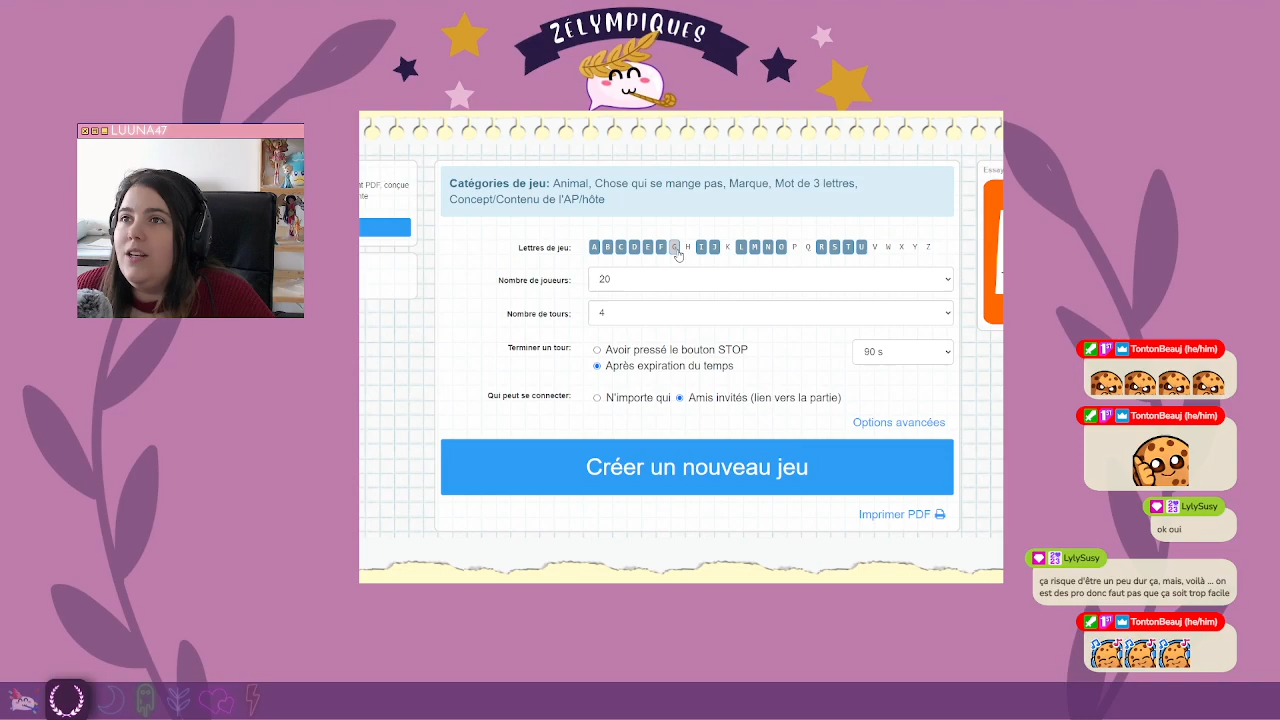 ZÉLYMPIQUES
LUUNA47
nt PDF, conçue
ite
Catégories de jeu: Animal, Chose qui se mange pas, Marque, Mot de 3 lettres,
Concept/Contenu de l'AP/hôte
Essay
Lettres de jeu: A B C D E F G H I J K L M N O P Q R S T U V W X Y Z
Nombre de joueurs: 20
Nombre de tours: 4
Terminer un tour: Avoir pressé le bouton STOP 90 s
Après expiration du temps
Qui peut se connecter: N'importe qui Amis invités (lien vers la partie)
Options avancées
Créer un nouveau jeu
Imprimer PDF
TontonBeauj (he/him)
TontonBeauj (he/him)
LylySusy
ok oui
LylySusy
ça risque d'être un peu dur ça, mais, voilà ... on
est des pro donc faut pas que ça soit trop facile
TontonBeauj (he/him)